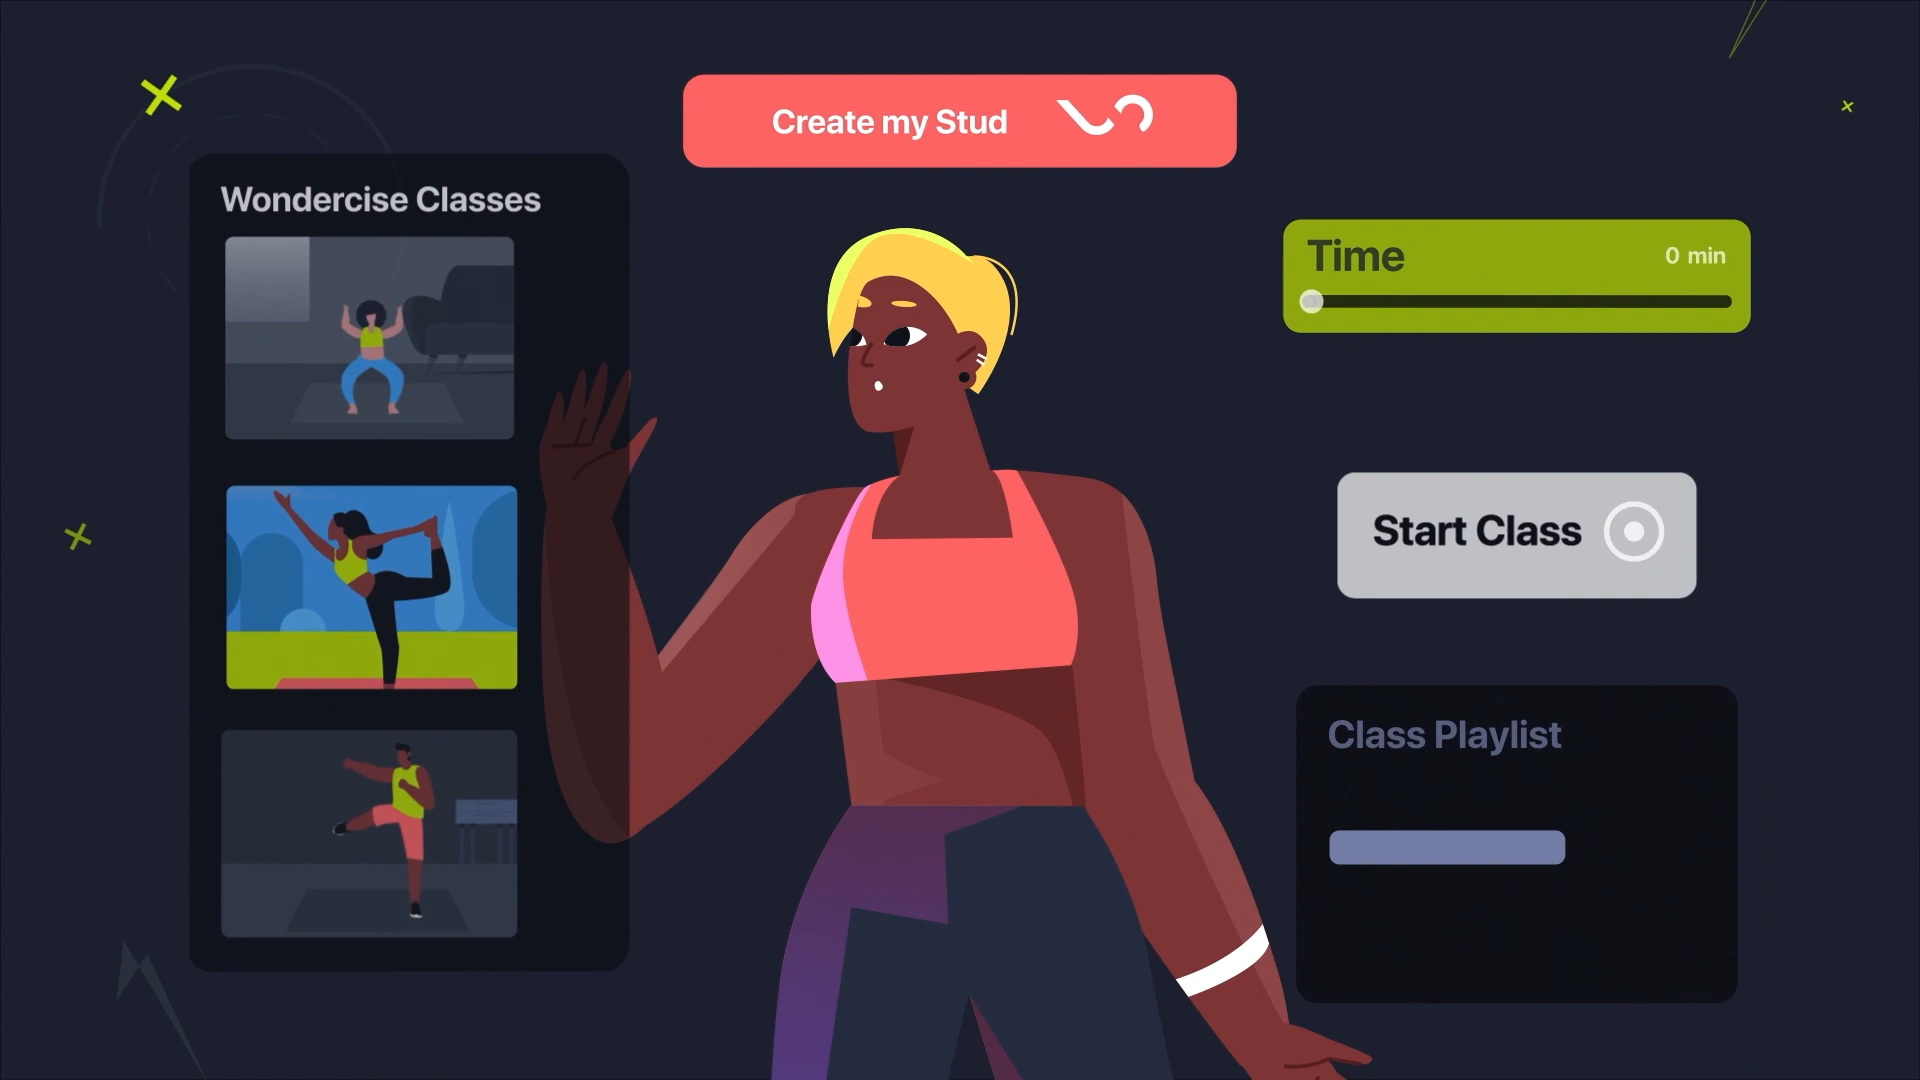 Create my Stud
Wondercise Classes
Time
0 min
Start Class
Class Playlist